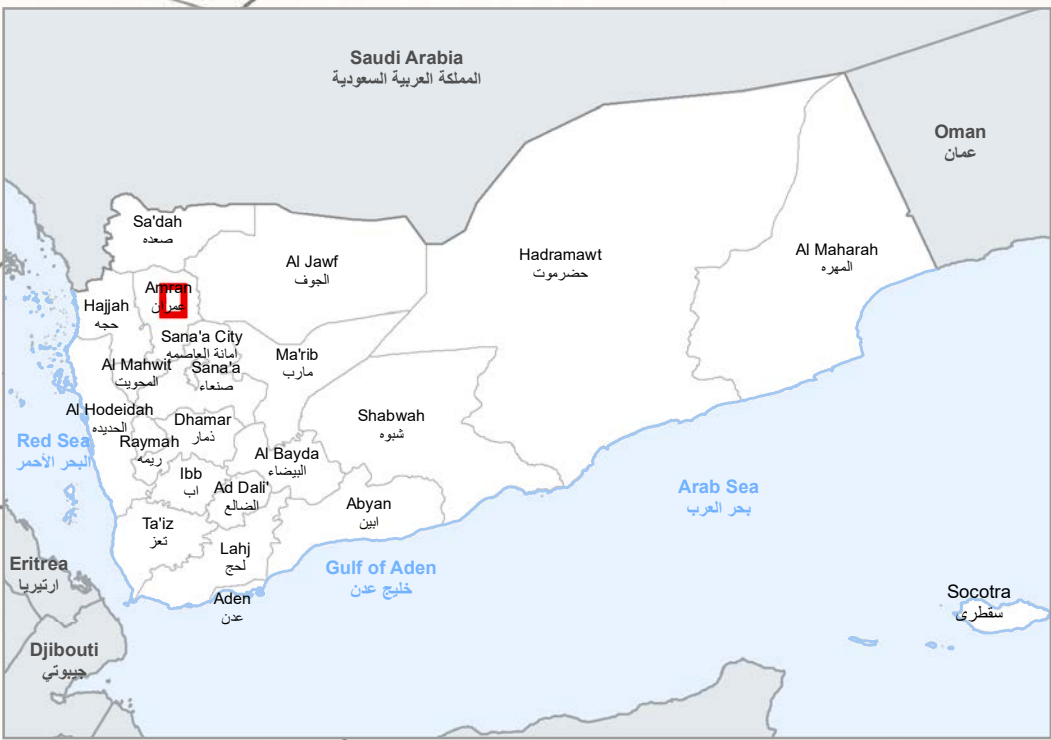 Saudi Arabia
المملكة العربية السعودية
Oman
عمان
Sa'dah
صعده
Al Jawf
الجوف
Hadramawt
حضرموت
Al Maharah
المهره
Amran
عمران
Hajjah
حجه
Sana'a City
امانة العاصمه
Ma'rib
مارب
Al Mahwit
المحويت
Sana'a
صنعاء
Al Hodeidah
الحديده
Dhamar
ذمار
Shabwah
شبوه
Red Sea
البحر الأحمر
Raymah
ريمه
Al Bayda
البيضاء
Ibb
اب
Ad Dali'
الضالع
Abyan
ابين
Arab Sea
بحر العرب
Ta'iz
تعز
Lahj
لحج
Eritrea
ارتيريا
Gulf of Aden
خليج عدن
Aden
عدن
Socotra
سقطرى
Djibouti
جيبوتي